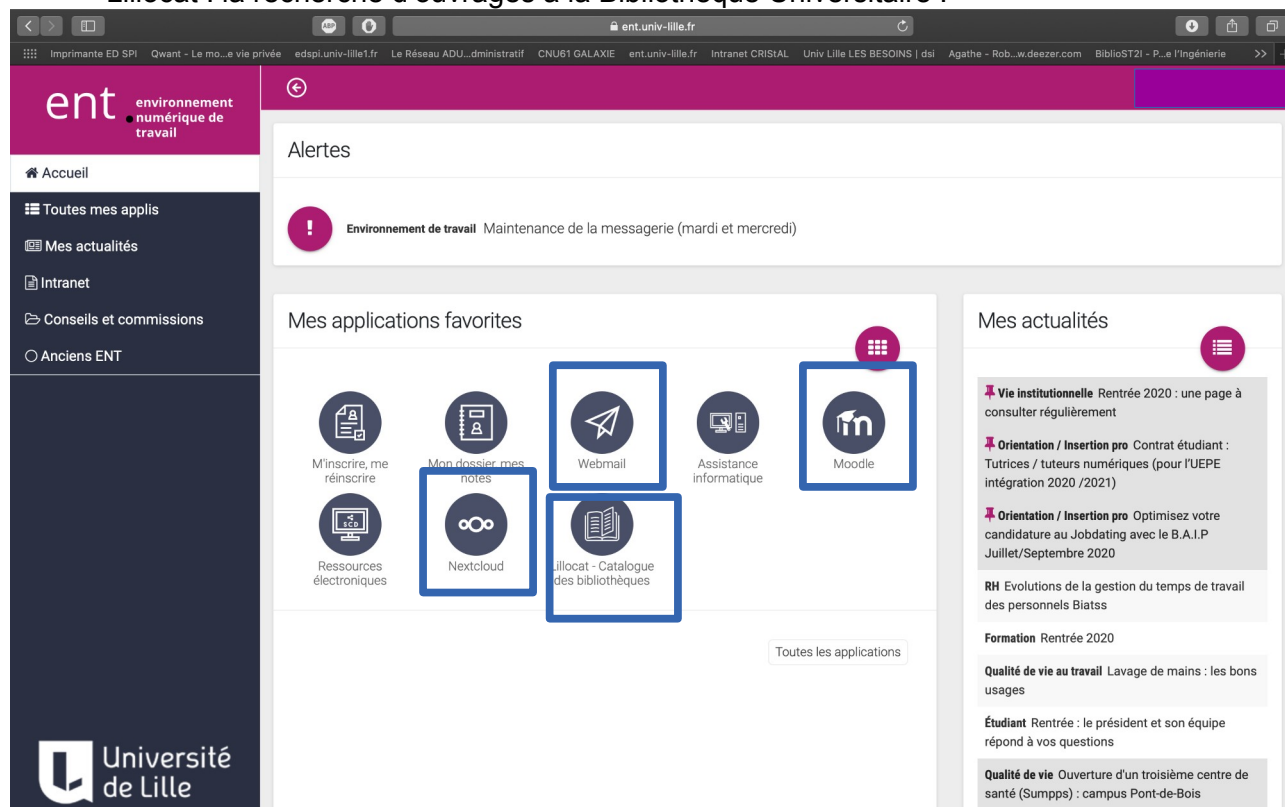 Lillocat : la recherche d'ouvrages à la Bibliothèque Universitaire :
ABP
ent.univ-lille.fr
Imprimante ED SPI Qwant - Le mo...e vie privée edspi.univ-lille1.fr Le Réseau ADU...dministratif CNU61 GALAXIE ent.univ-lille.fr Intranet CRIStAL Univ Lille LES BESOINS | dsi Agathe - Rob...w.deezer.com BiblioST2I - P...e l'Ingénierie >>
ent.
environnement
numérique de
travail
Accueil
Toutes mes applis
Mes actualités
Intranet
Conseils et commissions
Anciens ENT
Alertes
! Environnement de travail Maintenance de la messagerie (mardi et mercredi)
Mes applications favorites
M'inscrire, me
réinscrire
Mon dossier, mes
notes
Webmail
Assistance
informatique
Moodle
SCD
Ressources
électroniques
Nextcloud
Lillocat - Catalogue
des bibliothèques
Toutes les applications
Mes actualités
Vie institutionnelle Rentrée 2020 : une page à
consulter régulièrement
Orientation / Insertion pro Contrat étudiant :
Tutrices / tuteurs numériques (pour l'UEPE
intégration 2020 /2021)
Orientation / Insertion pro Optimisez votre
candidature au Jobdating avec le B.A.I.P
Juillet/Septembre 2020
RH Evolutions de la gestion du temps de travail
des personnels Biatss
Formation Rentrée 2020
Qualité de vie au travail Lavage de mains : les bons
usages
Étudiant Rentrée : le président et son équipe
répond à vos questions
Qualité de vie Ouverture d'un troisième centre de
santé (Sumpps) : campus Pont-de-Bois
Université
de Lille